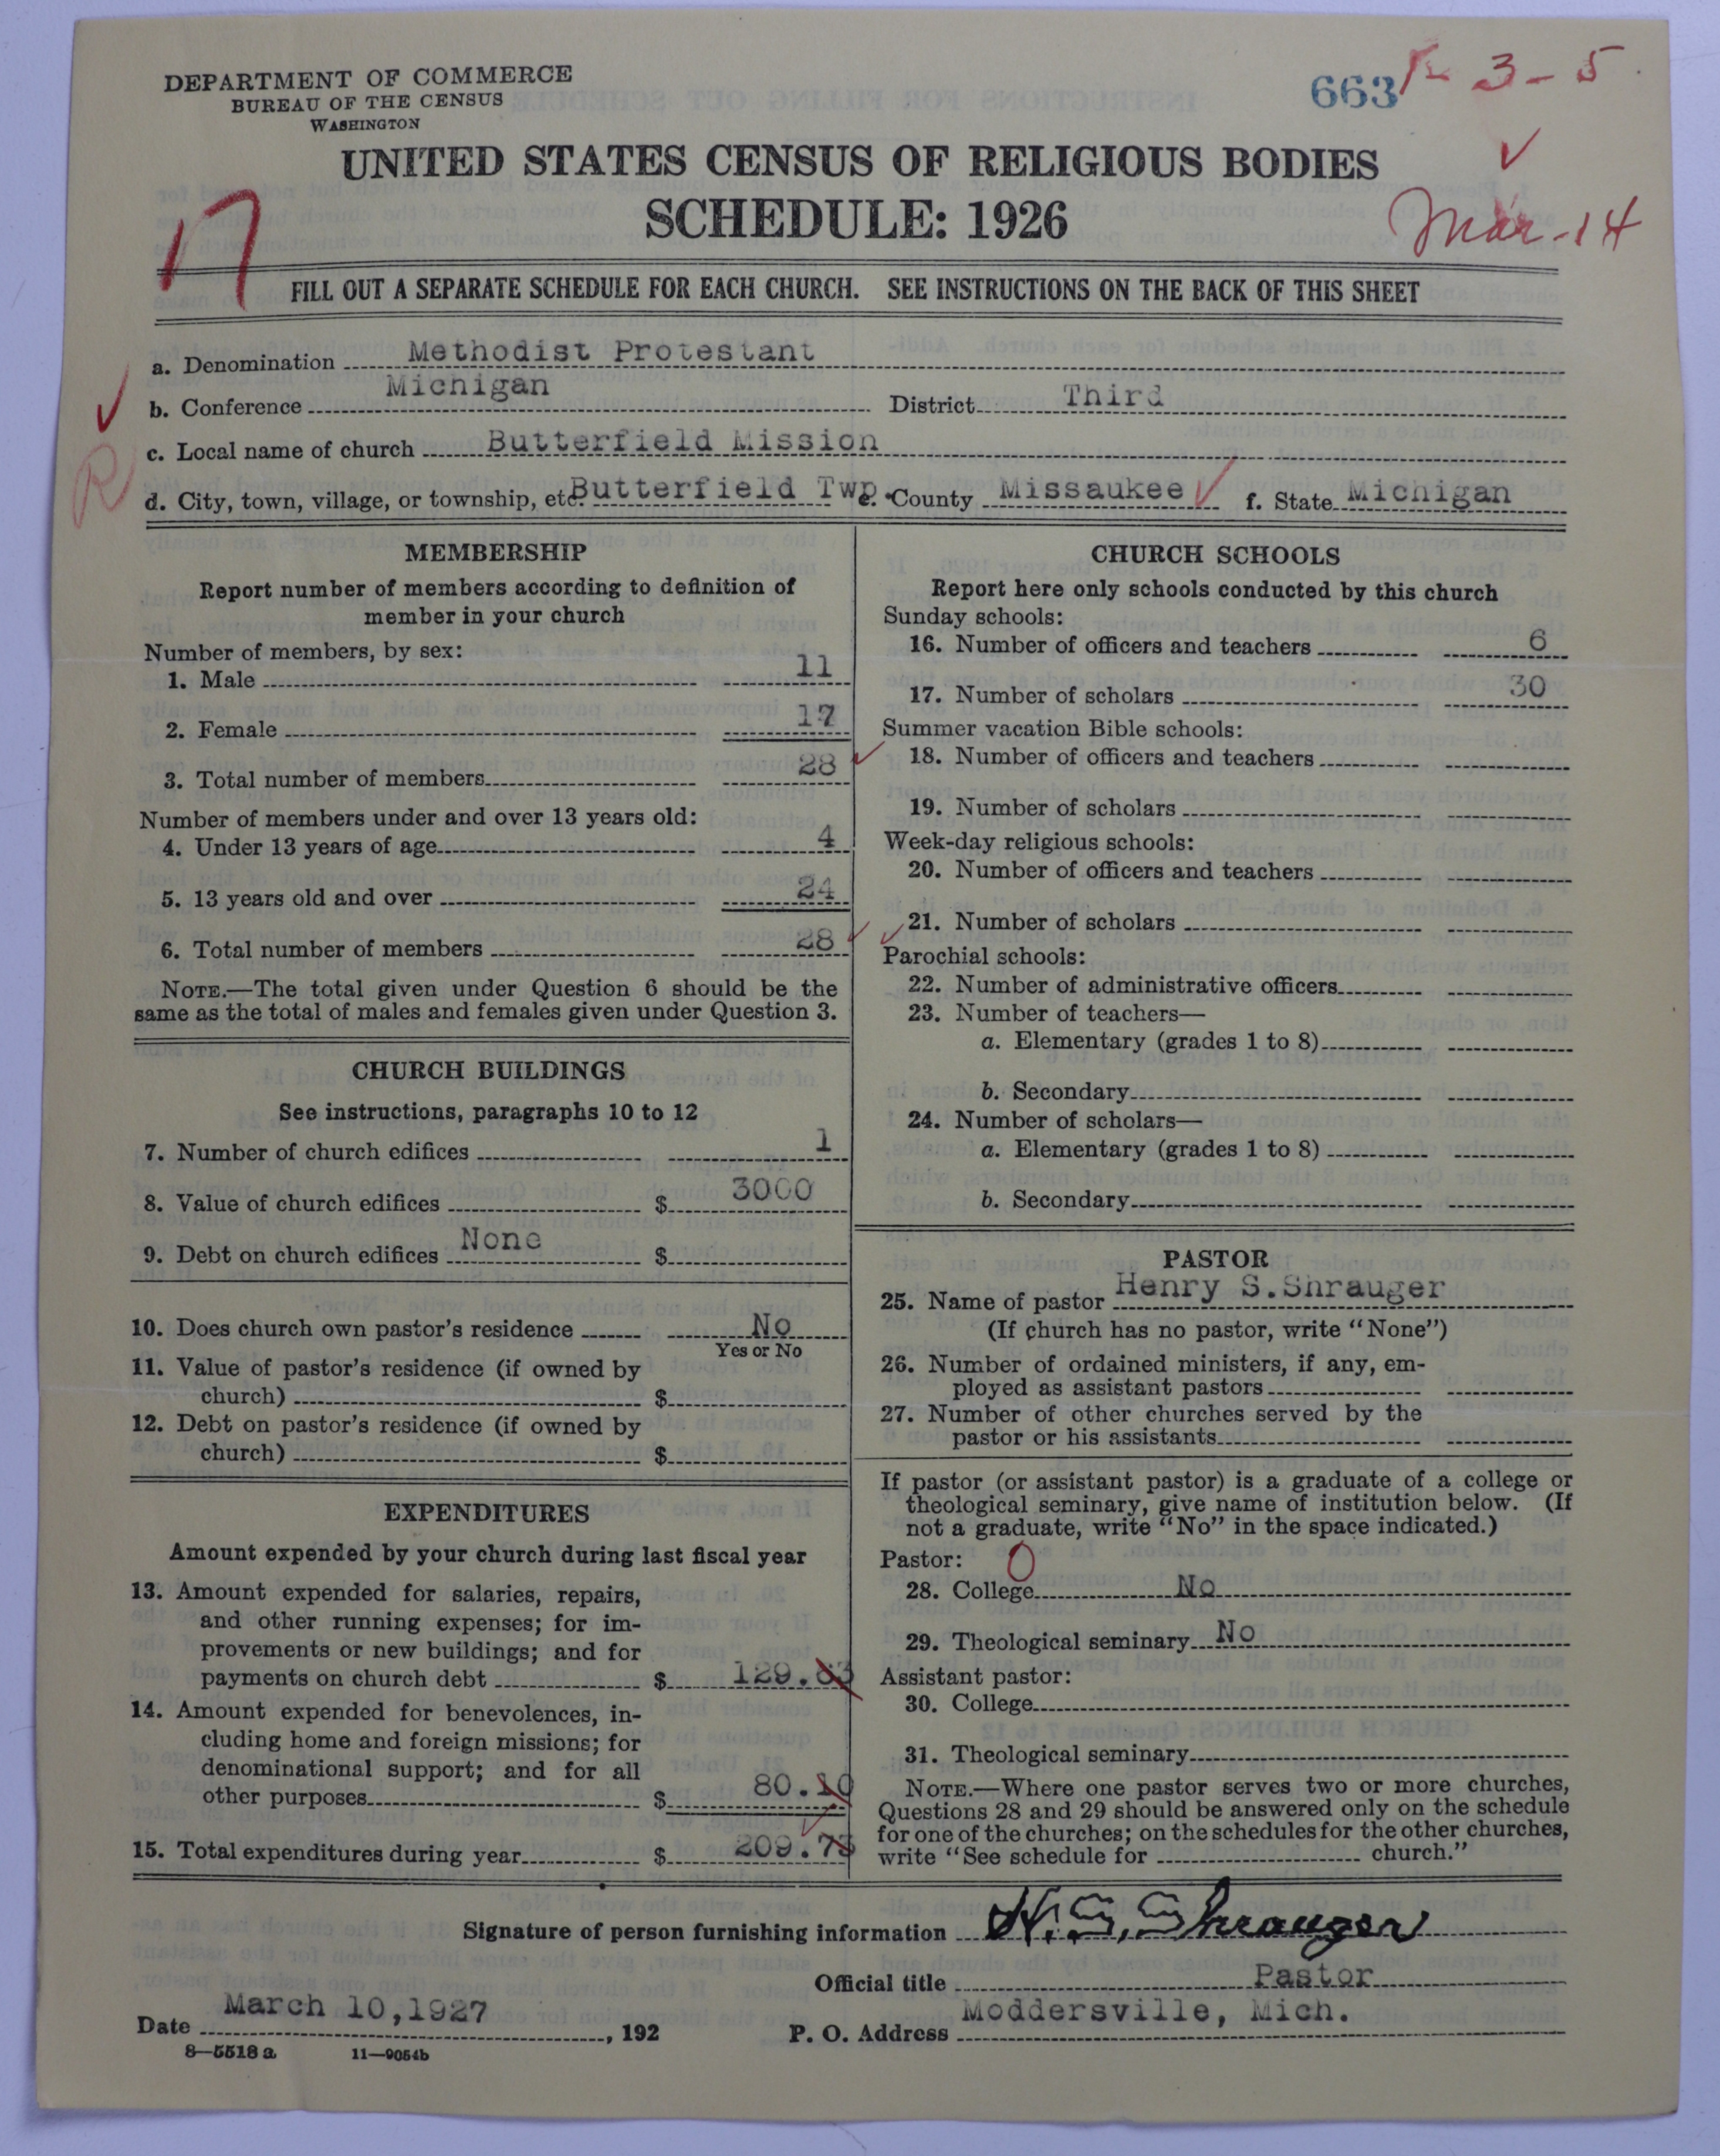 DEPARTMENT OF COMMERCE
BUREAU OF THE CENSUS
WASHINGTON
663
3-5
UNITED STATES CENSUS OF RELIGIOUS BODIES
SCHEDULE: 1926
17
Mar-14
FILL OUT A SEPARATE SCHEDULE FOR EACH CHURCH. SEE INSTRUCTIONS ON THE BACK OF THIS SHEET
a. Denomination Methodist Protestant
b. Conference Michigan District Third
c. Local name of church Butterfield Mission
R
d. City, town, village, or township, etc. Butterfield Twp. e. County Missaukee f. State Michigan
MEMBERSHIP
Report number of members according to definition of
member in your church
Number of members, by sex:
1. Male 11
2. Female 17
3. Total number of members 28
Number of members under and over 13 years old:
4. Under 13 years of age 4
5. 13 years old and over 24
6. Total number of members 28
NOTE.—The total given under Question 6 should be the
same as the total of males and females given under Question 3.
CHURCH BUILDINGS
See instructions, paragraphs 10 to 12
7. Number of church edifices 1
8. Value of church edifices $ 3000
9. Debt on church edifices None $
10. Does church own pastor's residence No
Yes or No
11. Value of pastor's residence (if owned by
church) $
12. Debt on pastor's residence (if owned by
church) $
EXPENDITURES
Amount expended by your church during last fiscal year
13. Amount expended for salaries, repairs,
and other running expenses; for im-
provements or new buildings; and for
payments on church debt $ 129.63
14. Amount expended for benevolences, in-
cluding home and foreign missions; for
denominational support; and for all
other purposes $ 80.10
15. Total expenditures during year $ 209.73
CHURCH SCHOOLS
Report here only schools conducted by this church
Sunday schools:
16. Number of officers and teachers 6
17. Number of scholars 30
Summer vacation Bible schools:
18. Number of officers and teachers
19. Number of scholars
Week-day religious schools:
20. Number of officers and teachers
21. Number of scholars
Parochial schools:
22. Number of administrative officers
23. Number of teachers—
a. Elementary (grades 1 to 8)
b. Secondary
24. Number of scholars—
a. Elementary (grades 1 to 8)
b. Secondary
PASTOR
25. Name of pastor Henry S.Shrauger
(If church has no pastor, write "None")
26. Number of ordained ministers, if any, em-
ployed as assistant pastors
27. Number of other churches served by the
pastor or his assistants
If pastor (or assistant pastor) is a graduate of a college or
theological seminary, give name of institution below. (If
not a graduate, write "No" in the space indicated.)
Pastor: 0
28. College No
29. Theological seminary No
Assistant pastor:
30. College
31. Theological seminary
NOTE.—Where one pastor serves two or more churches,
Questions 28 and 29 should be answered only on the schedule
for one of the churches; on the schedules for the other churches,
write "See schedule for church."
Signature of person furnishing information H. S. Shrauger
Official title Pastor
Date March 10,1927, 192 P. O. Address Moddersville, Mich.
8—5518 a 11—9054b